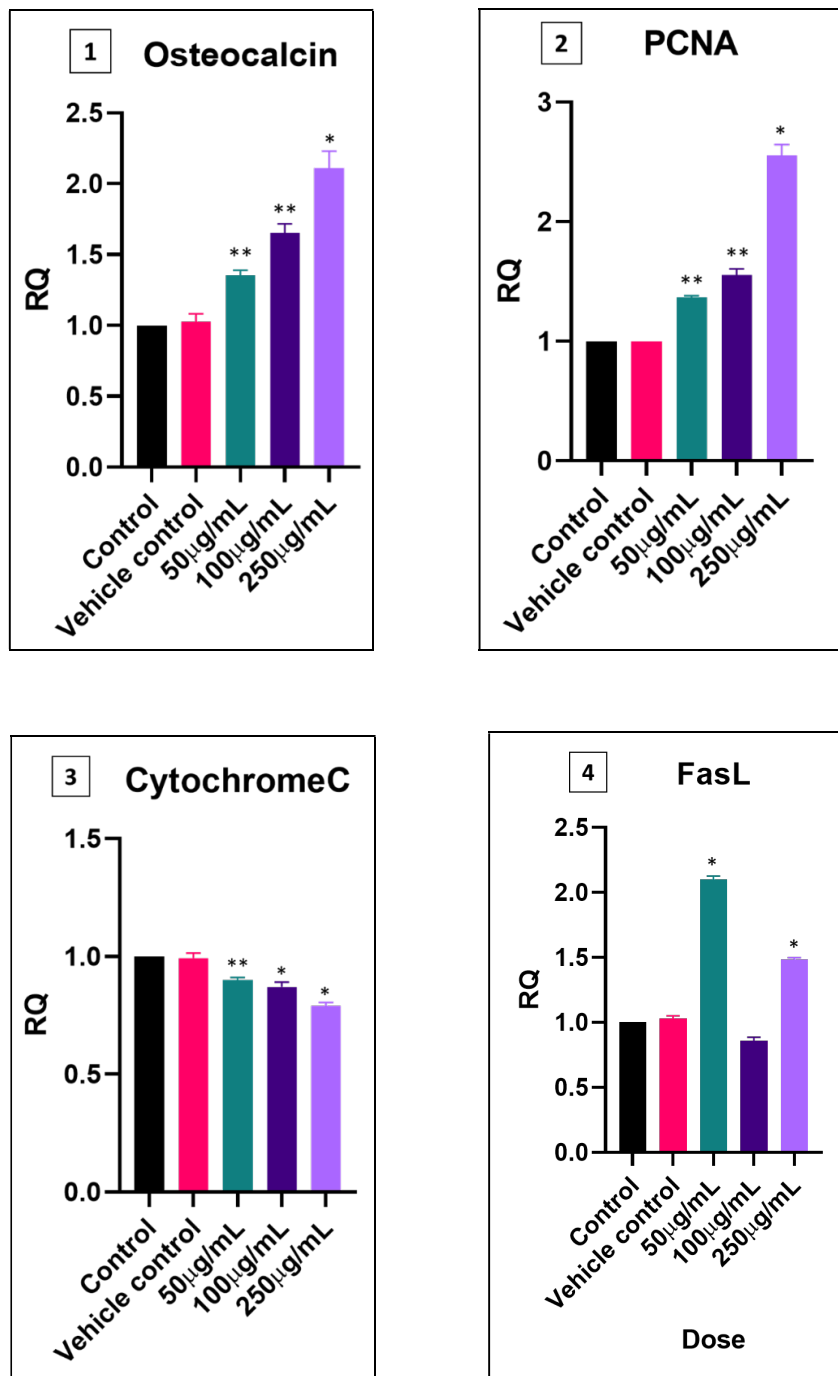 1 Osteocalcin
2.5
2.0
1.5
1.0
0.5
0.0
RQ
*
**
**
Control
Vehicle control
50µg/mL
100µg/mL
250µg/mL
2 PCNA
3
2
1
0
RQ
*
**
**
Control
Vehicle control
50µg/mL
100µg/mL
250µg/mL
3 CytochromeC
1.5
1.0
0.5
0.0
RQ
**
*
*
Control
Vehicle control
50µg/mL
100µg/mL
250µg/mL
4 FasL
2.5
2.0
1.5
1.0
0.5
0.0
RQ
*
*
Control
Vehicle control
50µg/mL
100µg/mL
250µg/mL
Dose